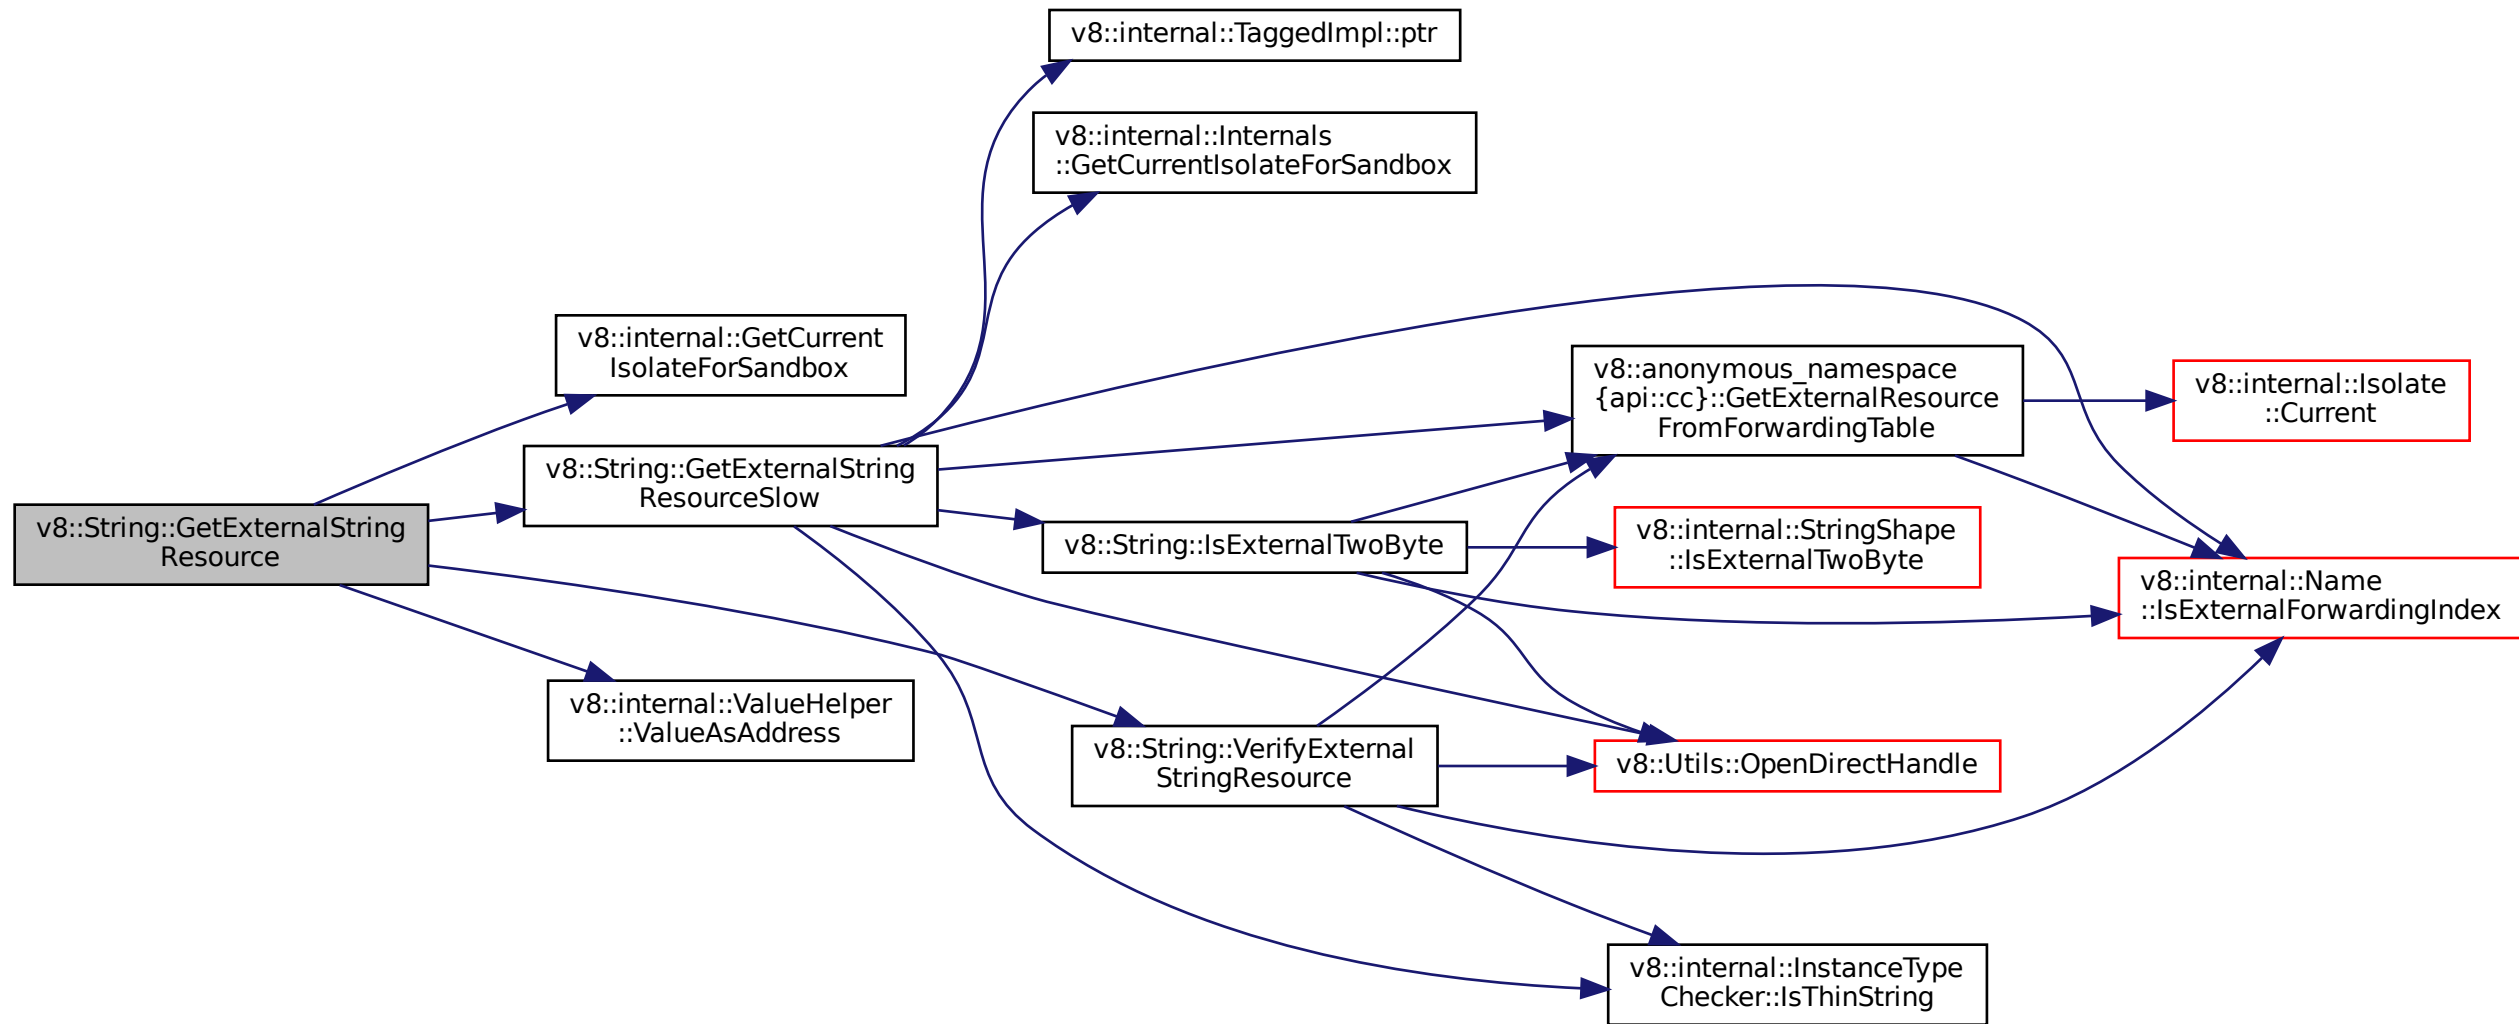 v8::internal::TaggedImpl::ptr
v8::internal::Internals
::GetCurrentIsolateForSandbox
v8::internal::GetCurrent
IsolateForSandbox
v8::anonymous_namespace
{api::cc}::GetExternalResource
FromForwardingTable
v8::internal::Isolate
::Current
v8::String::GetExternalString
ResourceSlow
v8::String::GetExternalString
Resource
v8::String::IsExternalTwoByte
v8::internal::StringShape
::IsExternalTwoByte
v8::internal::Name
::IsExternalForwardingIndex
v8::internal::ValueHelper
::ValueAsAddress
v8::String::VerifyExternal
StringResource
v8::Utils::OpenDirectHandle
v8::internal::InstanceType
Checker::IsThinString